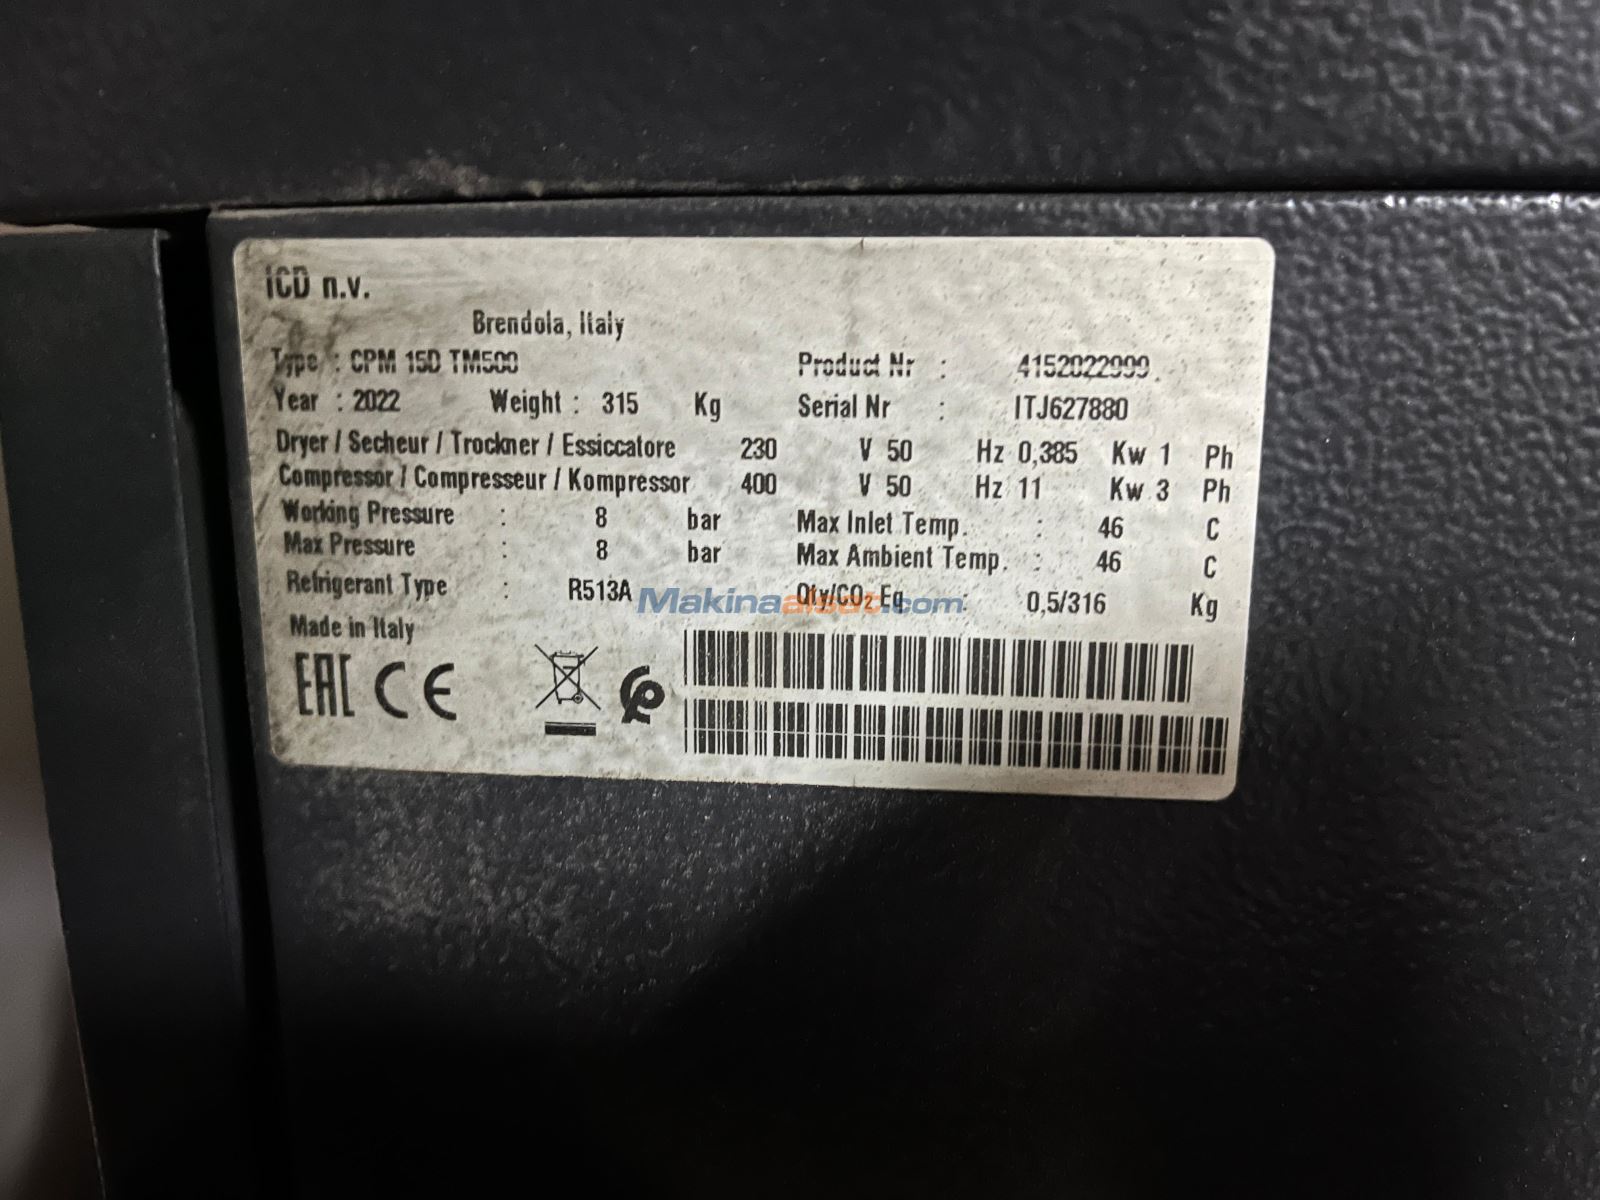 ICD n.v.
Brendola, Italy
Type : CPM 15D TM500 Product Nr : 4152022999
Year : 2022 Weight : 315 Kg Serial Nr : ITJ627880
Dryer / Secheur / Trockner / Essiccatore 230 V 50 Hz 0,385 Kw 1 Ph
Compressor / Compresseur / Kompressor 400 V 50 Hz 11 Kw 3 Ph
Working Pressure : 8 bar Max Inlet Temp. : 46 C
Max Pressure : 8 bar Max Ambient Temp. : 46 C
Refrigerant Type : R513A Qty/CO2 Eq. : 0,5/316 Kg
Makinaalsat.com
Made in Italy
EAC CE